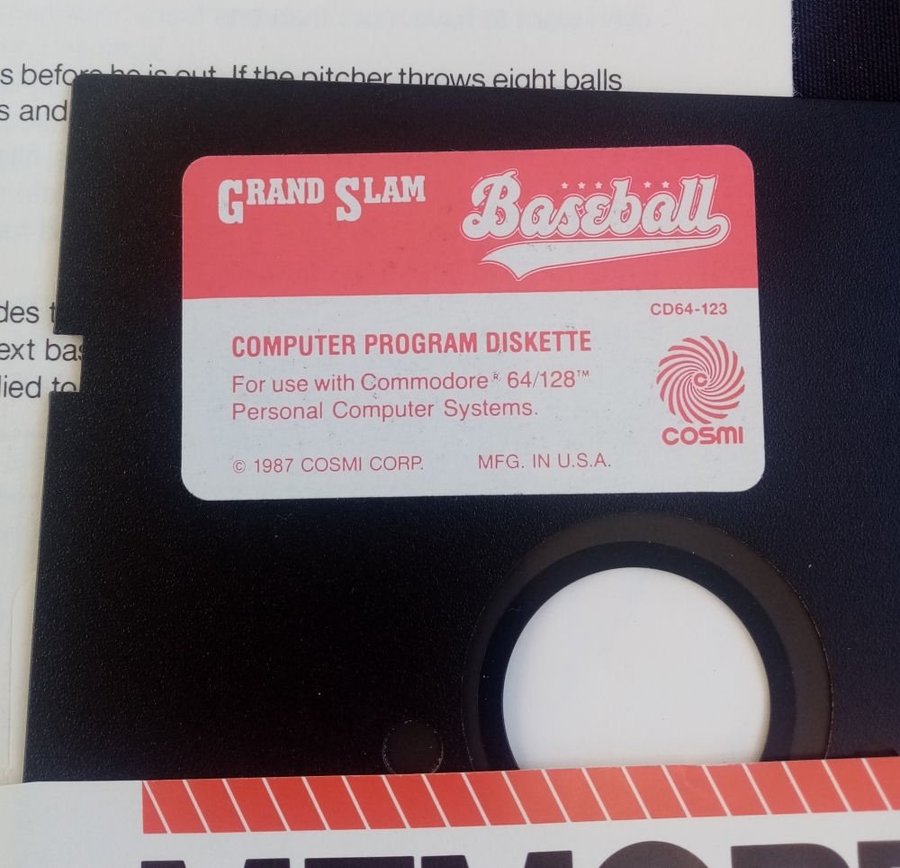 s before he is out. If the pitcher throws eight balls
s and
GRAND SLAM
Baseball
CD64-123
COMPUTER PROGRAM DISKETTE
For use with Commodore® 64/128™
Personal Computer Systems.
C
COSMI
© 1987 COSMI CORP. MFG. IN U.S.A.
des t
ext bas
lied to